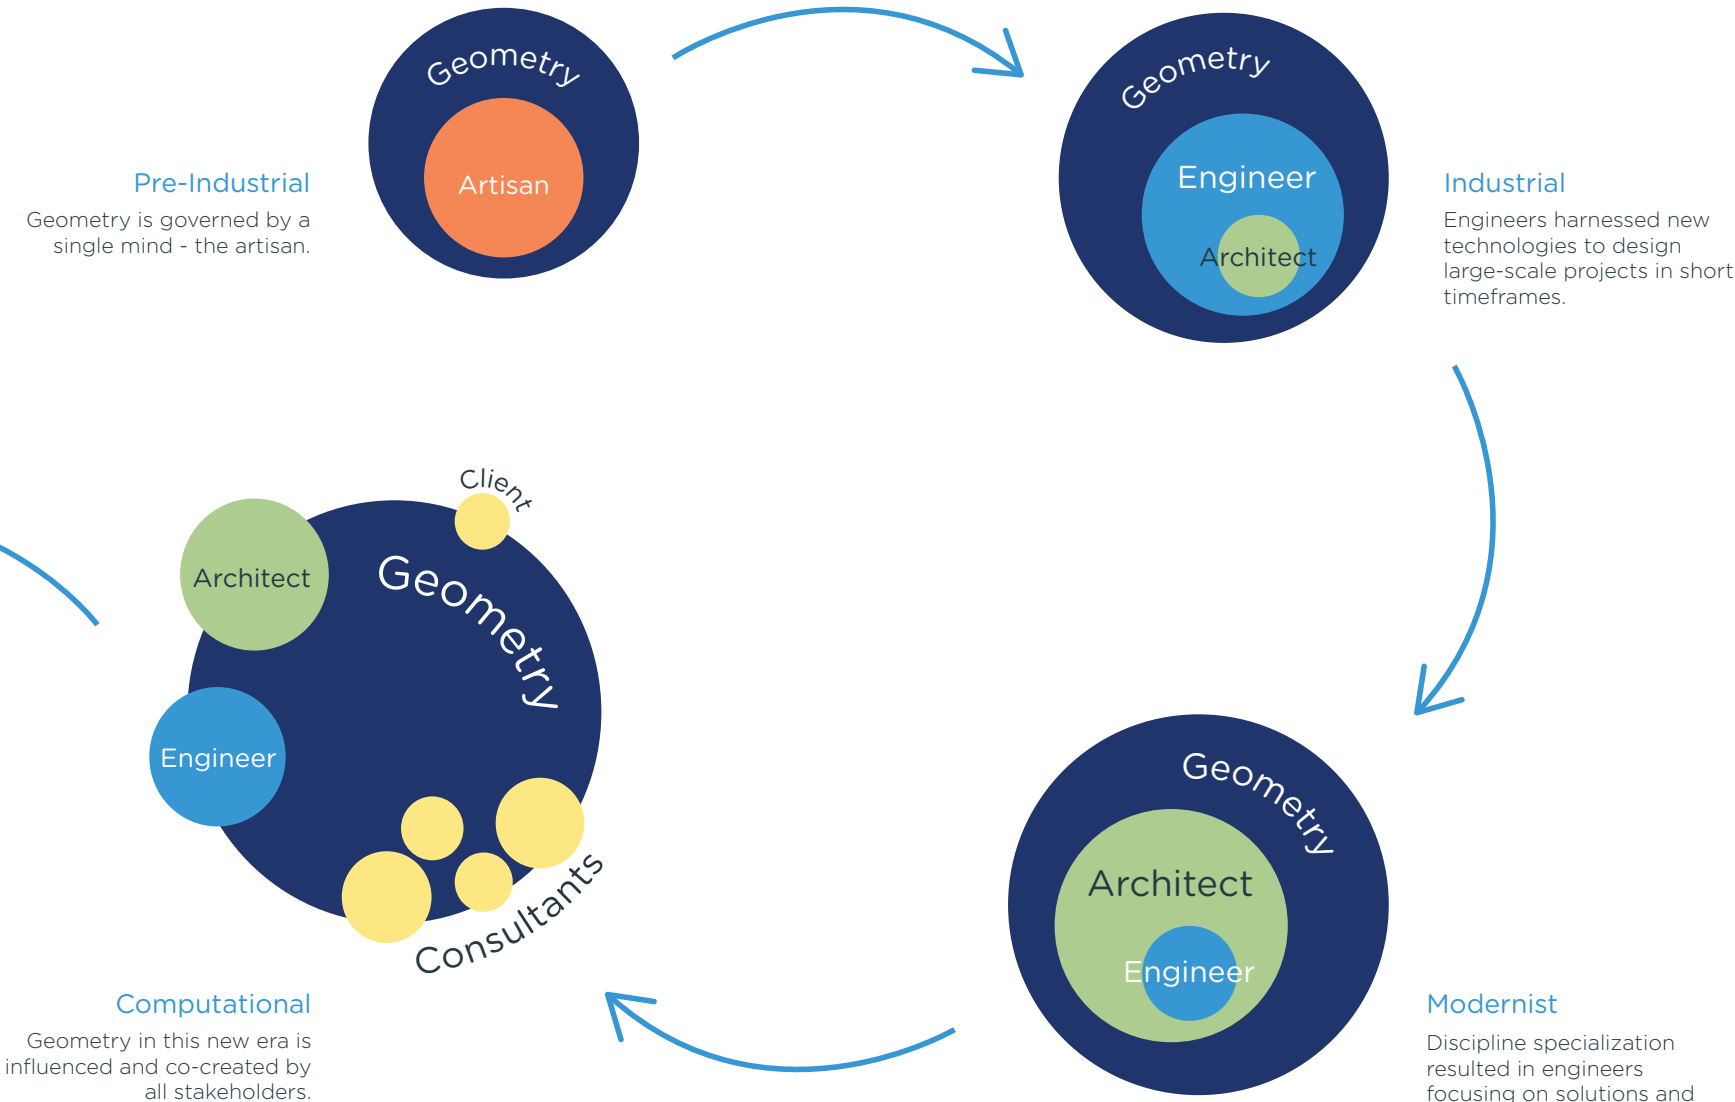 Geometry
Artisan
Pre-Industrial
Geometry is governed by a
single mind - the artisan.
Geometry
Engineer
Architect
Industrial
Engineers harnessed new
technologies to design
large-scale projects in short
timeframes.
Client
Architect
Geometry
Engineer
Consultants
Computational
Geometry in this new era is
influenced and co-created by
all stakeholders.
Geometry
Architect
Engineer
Modernist
Discipline specialization
resulted in engineers
focusing on solutions and